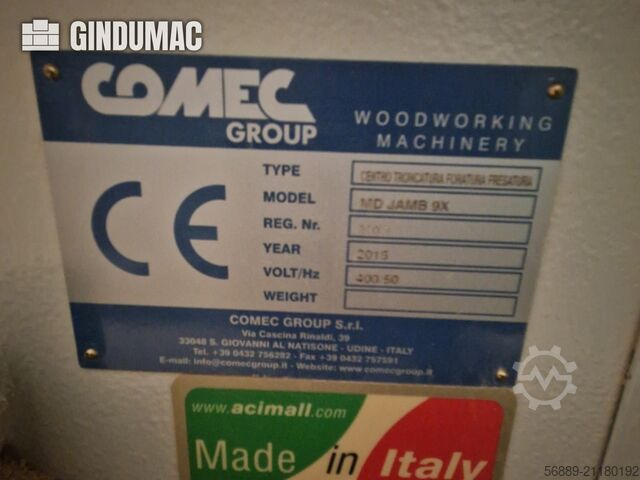 GINDUMAC
COMEC
GROUP
WOODWORKING
MACHINERY
CE
TYPE CENTRO TRONCATURA FORATURA FRESATURA
MODEL MD JAMB 9X
REG. Nr.
YEAR 2015
VOLT/Hz 400/50
WEIGHT
COMEC GROUP S.r.l.
Via Cascina Rinaldi, 39
33048 S. GIOVANNI AL NATISONE - UDINE - ITALY
Tel. +39 0432 756282 - Fax +39 0432 757591
E-mail: info@comecgroup.it - Website: www.comecgroup.it
www.acimall.com
Made in Italy
56889-21180192